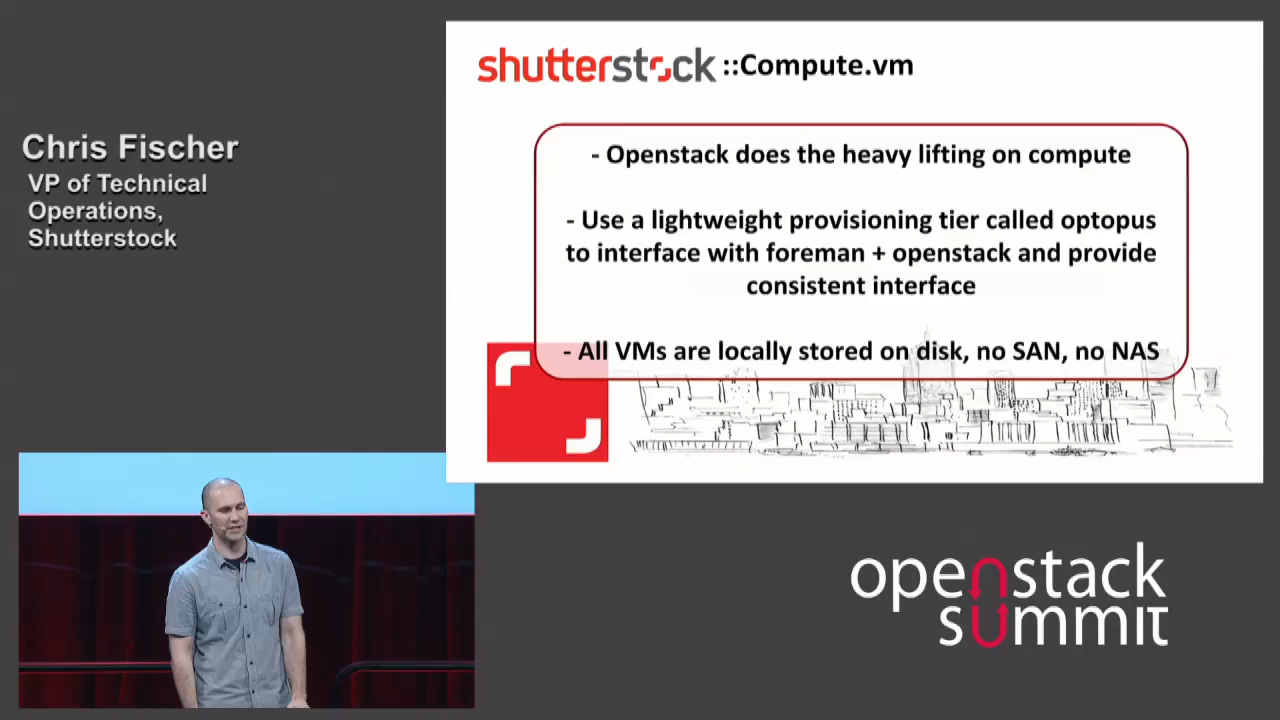 Chris Fischer
VP of Technical
Operations,
Shutterstock
shutterstock ::Compute.vm
- Openstack does the heavy lifting on compute
- Use a lightweight provisioning tier called optopus
to interface with foreman + openstack and provide
consistent interface
- All VMs are locally stored on disk, no SAN, no NAS
openstack
summit